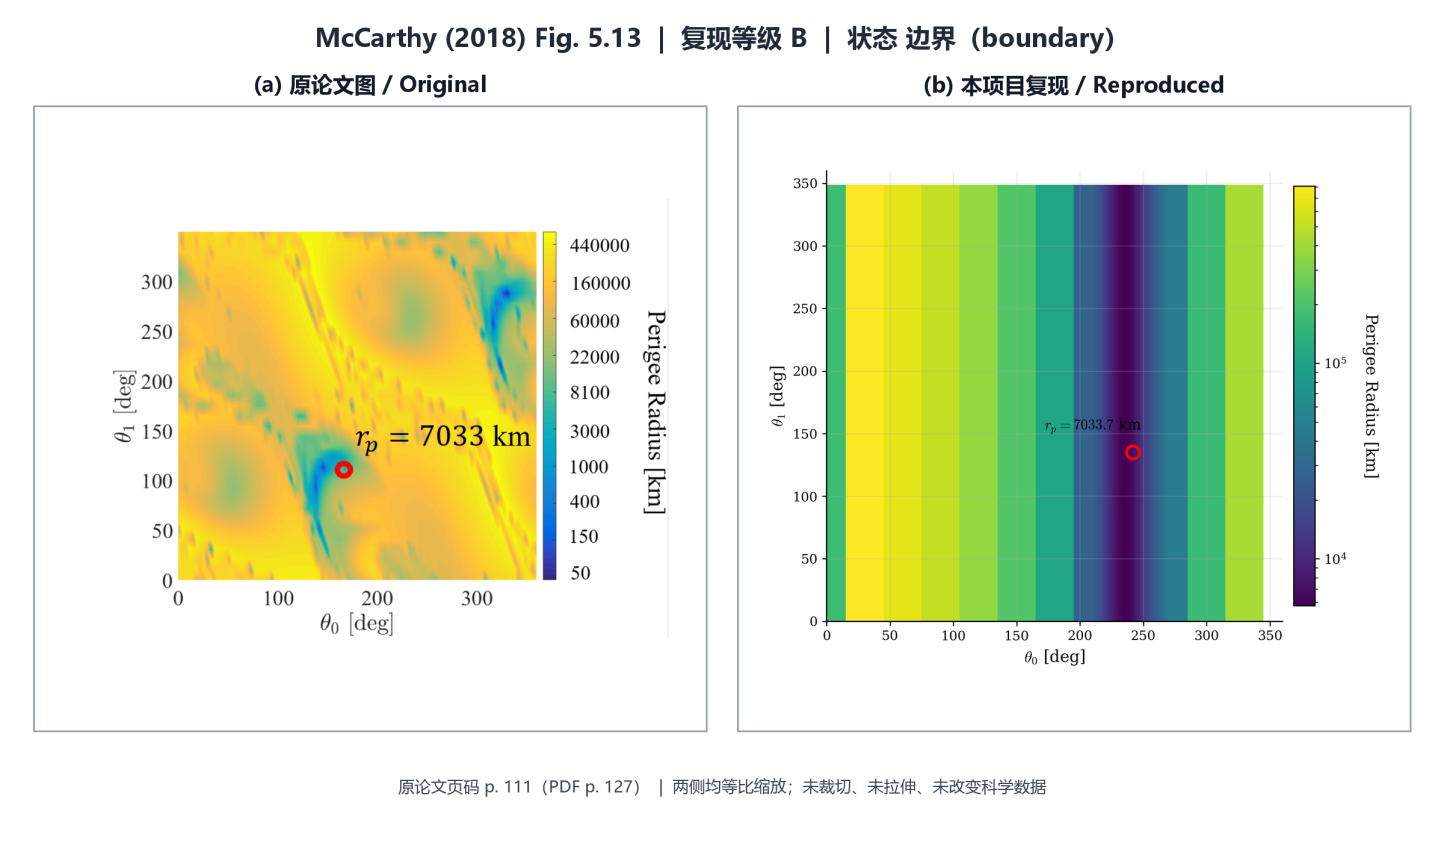 McCarthy (2018) Fig. 5.13 | 复现等级 B | 状态 边界（boundary）
(a) 原论文图 / Original
300
250
200
150
100
50
0
θ₁ [deg]
0 100 200 300
θ₀ [deg]
rₚ = 7033 km
440000
160000
60000
22000
8100
3000
1000
400
150
50
Perigee Radius [km]
(b) 本项目复现 / Reproduced
350
300
250
200
150
100
50
0
θ₁ [deg]
0 50 100 150 200 250 300 350
θ₀ [deg]
rₚ = 7033.7 km
10⁵
10⁴
Perigee Radius [km]
原论文页码 p. 111（PDF p. 127） | 两侧均等比缩放；未裁切、未拉伸、未改变科学数据